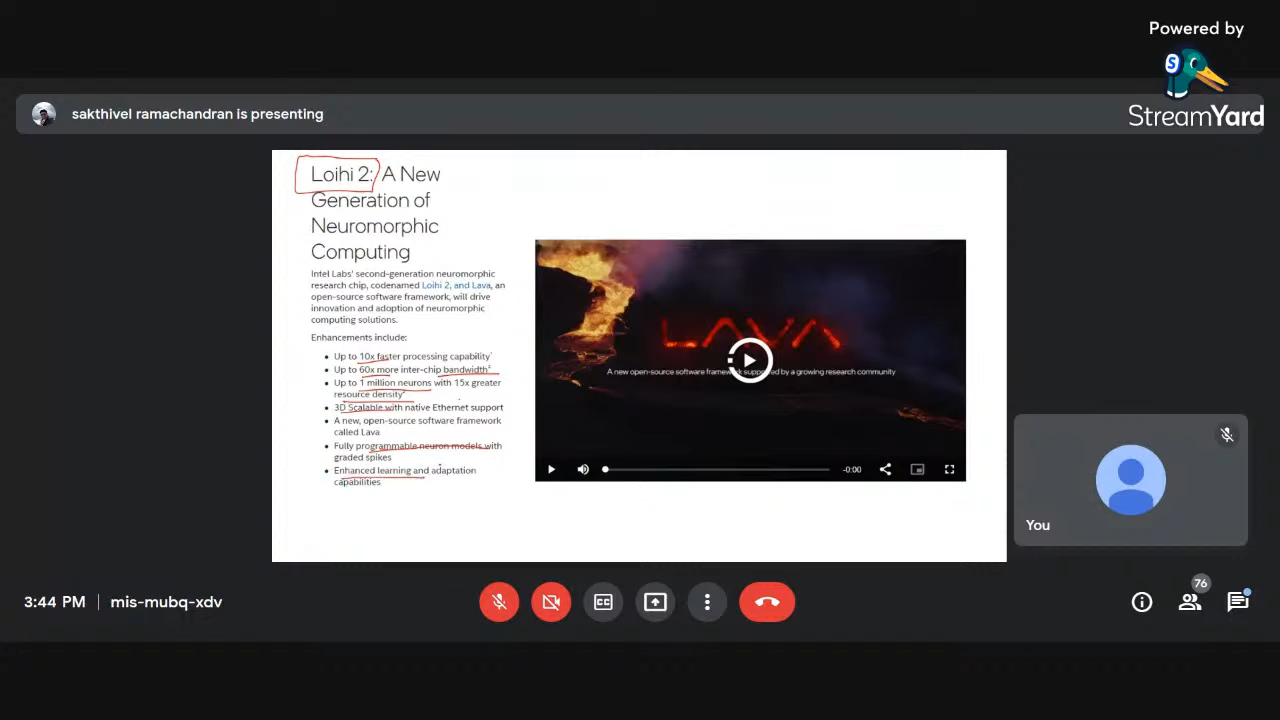 Powered by
StreamYard
sakthivel ramachandran is presenting
Loihi 2: A New
Generation of
Neuromorphic
Computing
Intel Labs' second-generation neuromorphic
research chip, codenamed Loihi 2, and Lava, an
open-source software framework, will drive
innovation and adoption of neuromorphic
computing solutions.
Enhancements include:
• Up to 10x faster processing capability¹
• Up to 60x more inter-chip bandwidth²
• Up to 1 million neurons with 15x greater
resource density³
• 3D Scalable with native Ethernet support
• A new, open-source software framework
called Lava
• Fully programmable neuron models with
graded spikes
• Enhanced learning and adaptation
capabilities
LAVA
A new open-source software framework supported by a growing research community
-0:00
You
3:44 PM | mis-mubq-xdv
CC
76
S